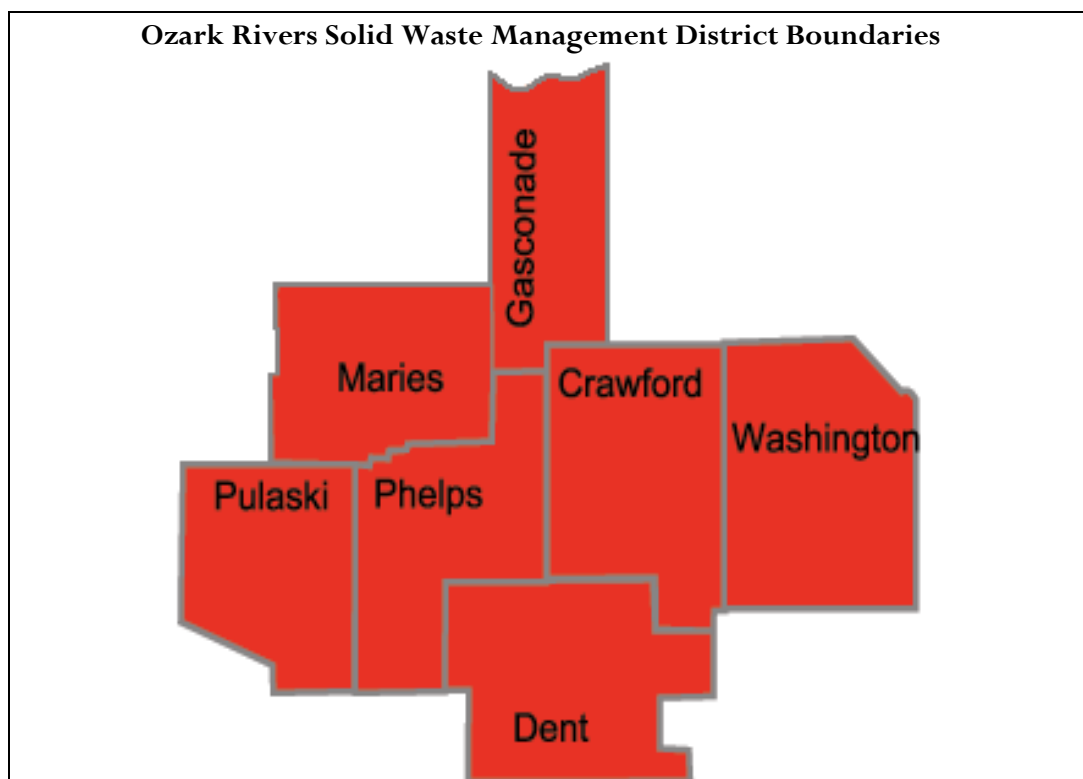 Ozark Rivers Solid Waste Management District Boundaries
Gasconade
Maries
Crawford
Washington
Pulaski
Phelps
Dent